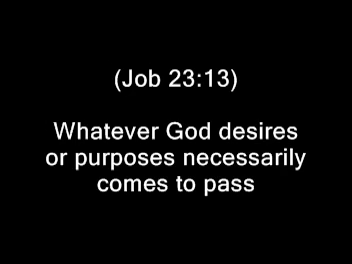 (Job 23:13)
Whatever God desires
or purposes necessarily
comes to pass